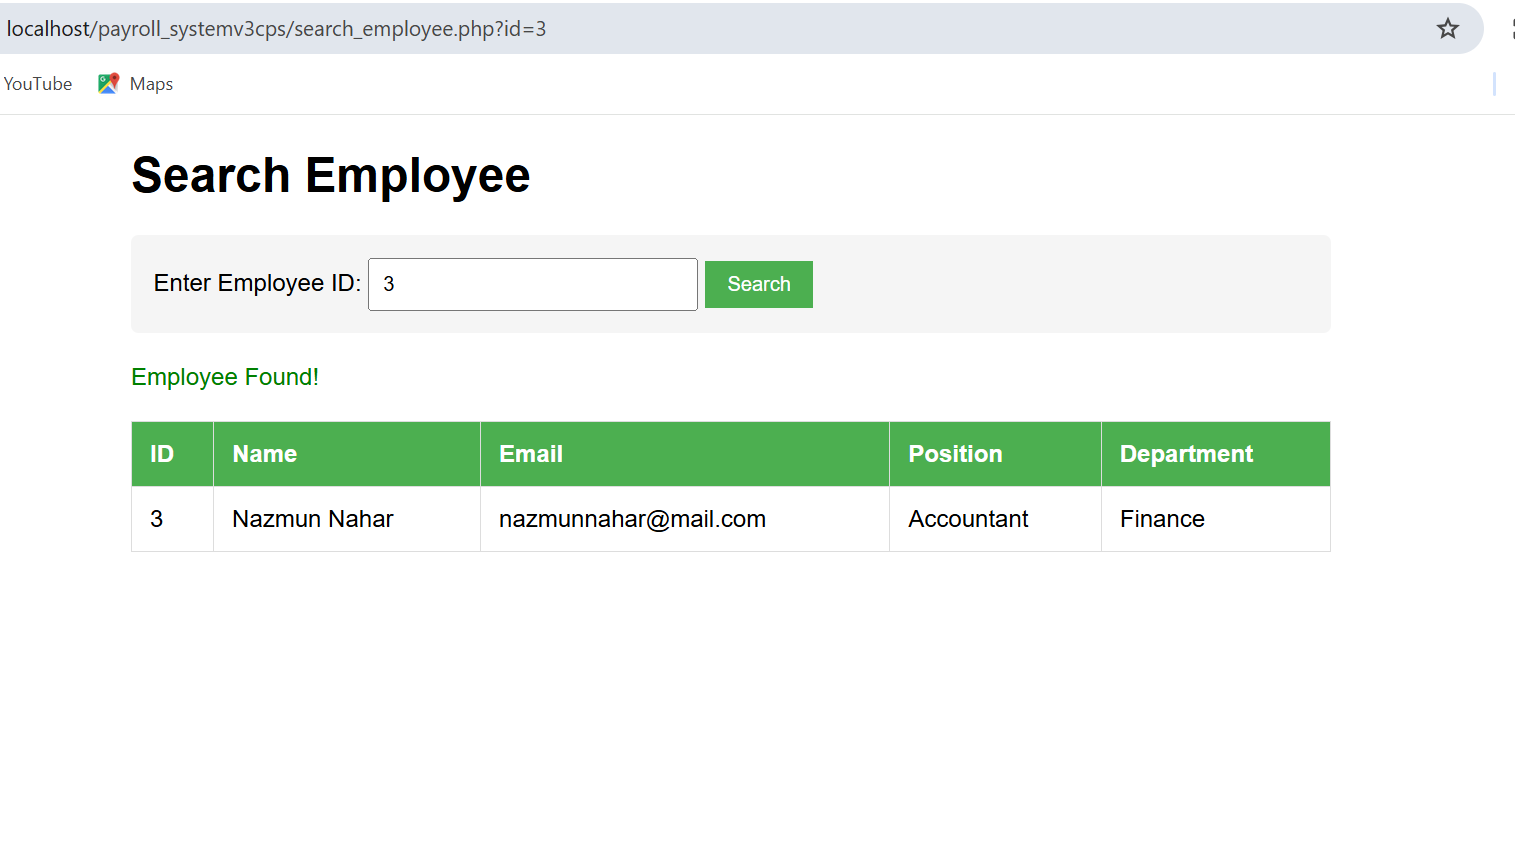 localhost/payroll_systemv3cps/search_employee.php?id=3
YouTube Maps
Search Employee
Enter Employee ID: 3 Search
Employee Found!
ID Name Email Position Department
3 Nazmun Nahar nazmunnahar@mail.com Accountant Finance